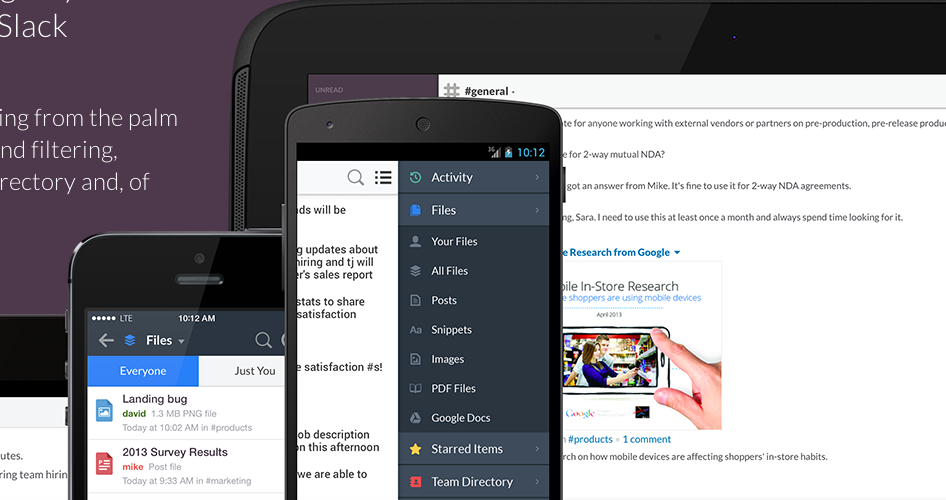 Slack
ing from the palm
nd filtering,
rectory and, of
UNREAD
#general
te for anyone working with external vendors or partners on pre-production, pre-release produc
e for 2-way mutual NDA?
got an answer from Mike. It's fine to use it for 2-way NDA agreements.
ng, Sara. I need to use this at least once a month and always spend time looking for it.
e Research from Google
ile In-Store Research
e shoppers are using mobile devices
April 2013
Google
n #products • 1 comment
rch on how mobile devices are affecting shoppers' in-store habits.
3G 10:12
nds will be
g updates about
hiring and tj will
er's sales report
stats to share
satisfaction
e satisfaction #s!
ob description
on this afternoon
we are able to
Activity
Files
Your Files
All Files
Posts
Snippets
Aa
Images
PDF Files
Google Docs
Starred Items
Team Directory
LTE 10:12 AM
Files
Everyone Just You
Landing bug
david 1.3 MB PNG file
Today at 10:02 AM in #products
2013 Survey Results
mike Post file
Today at 9:33 AM in #marketing
utes.
ring team hirin